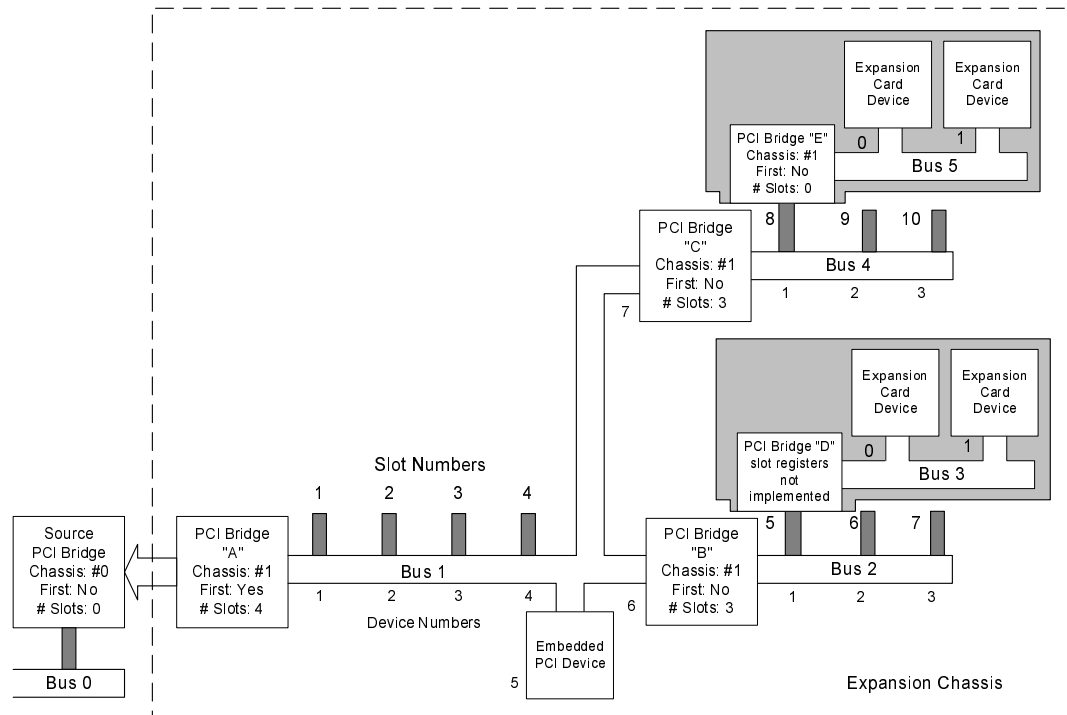 Expansion
Card
Device
Expansion
Card
Device
PCI Bridge "E"
Chassis: #1
First: No
# Slots: 0
0
1
Bus 5
8
9
10
PCI Bridge
"C"
Chassis: #1
First: No
# Slots: 3
Bus 4
7
1
2
3
Expansion
Card
Device
Expansion
Card
Device
PCI Bridge "D"
slot registers
not
implemented
0
1
Bus 3
Slot Numbers
1
2
3
4
5
6
7
Source
PCI Bridge
Chassis: #0
First: No
# Slots: 0
PCI Bridge
"A"
Chassis: #1
First: Yes
# Slots: 4
Bus 1
PCI Bridge
"B"
Chassis: #1
First: No
# Slots: 3
Bus 2
1
2
3
4
6
1
2
3
Device Numbers
Embedded
PCI Device
5
Bus 0
Expansion Chassis